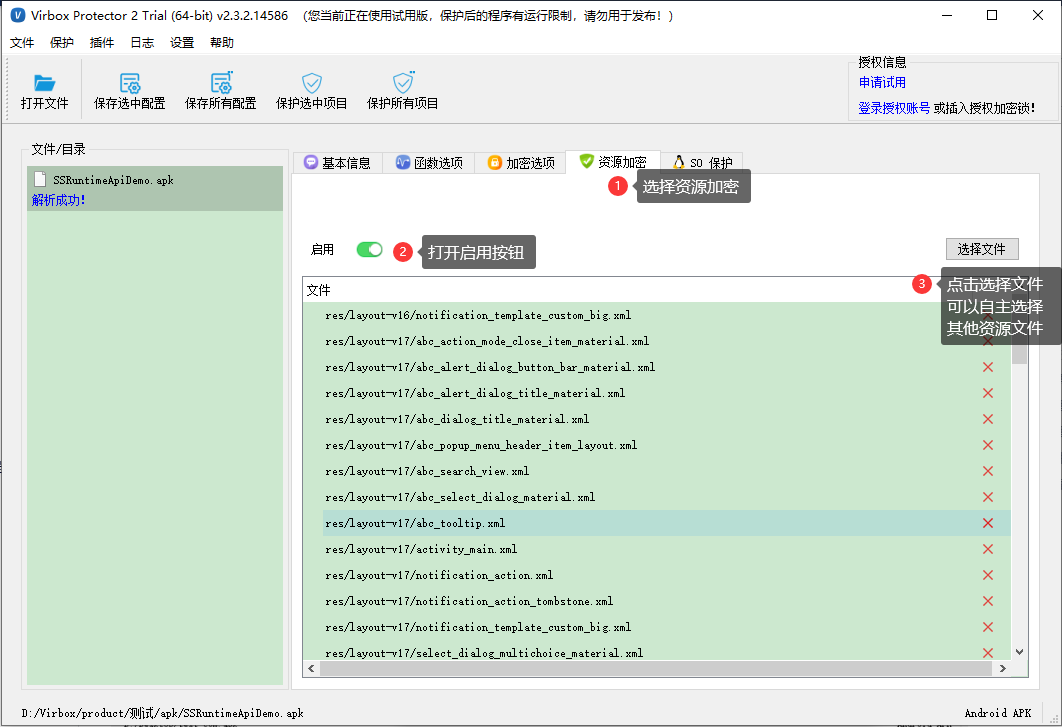 Virbox Protector 2 Trial (64-bit) v2.3.2.14586 (您当前正在使用试用版，保护后的程序有运行限制，请勿用于发布！)
文件 保护 插件 日志 设置 帮助
打开文件 保存选中配置 保存所有配置 保护选中项目 保护所有项目
授权信息
申请试用
登录授权账号 或插入授权加密锁!
文件/目录
SSRuntimeApiDemo.apk
解析成功!
基本信息 函数选项 加密选项 资源加密 SO 保护
1 选择资源加密
启用 2 打开启用按钮 选择文件
3 点击选择文件
可以自主选择
其他资源文件
文件
res/layout-v16/notification_template_custom_big.xml
res/layout-v17/abc_action_mode_close_item_material.xml
res/layout-v17/abc_alert_dialog_button_bar_material.xml
res/layout-v17/abc_alert_dialog_title_material.xml
res/layout-v17/abc_dialog_title_material.xml
res/layout-v17/abc_popup_menu_header_item_layout.xml
res/layout-v17/abc_search_view.xml
res/layout-v17/abc_select_dialog_material.xml
res/layout-v17/abc_tooltip.xml
res/layout-v17/activity_main.xml
res/layout-v17/notification_action.xml
res/layout-v17/notification_action_tombstone.xml
res/layout-v17/notification_template_custom_big.xml
res/layout-v17/select_dialog_multichoice_material.xml
D:/Virbox/product/测试/apk/SSRuntimeApiDemo.apk Android APK